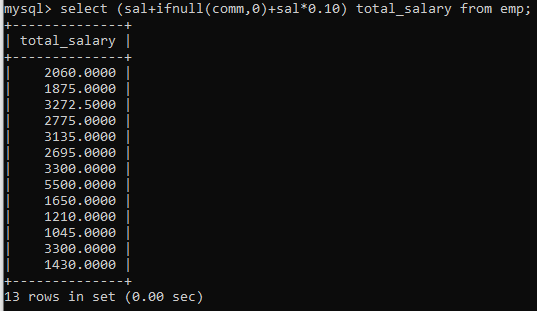 mysql> select (sal+ifnull(comm,0)+sal*0.10) total_salary from emp;
+--------------+
| total_salary |
+--------------+
|    2060.0000 |
|    1875.0000 |
|    3272.5000 |
|    2775.0000 |
|    3135.0000 |
|    2695.0000 |
|    3300.0000 |
|    5500.0000 |
|    1650.0000 |
|    1210.0000 |
|    1045.0000 |
|    3300.0000 |
|    1430.0000 |
+--------------+
13 rows in set (0.00 sec)